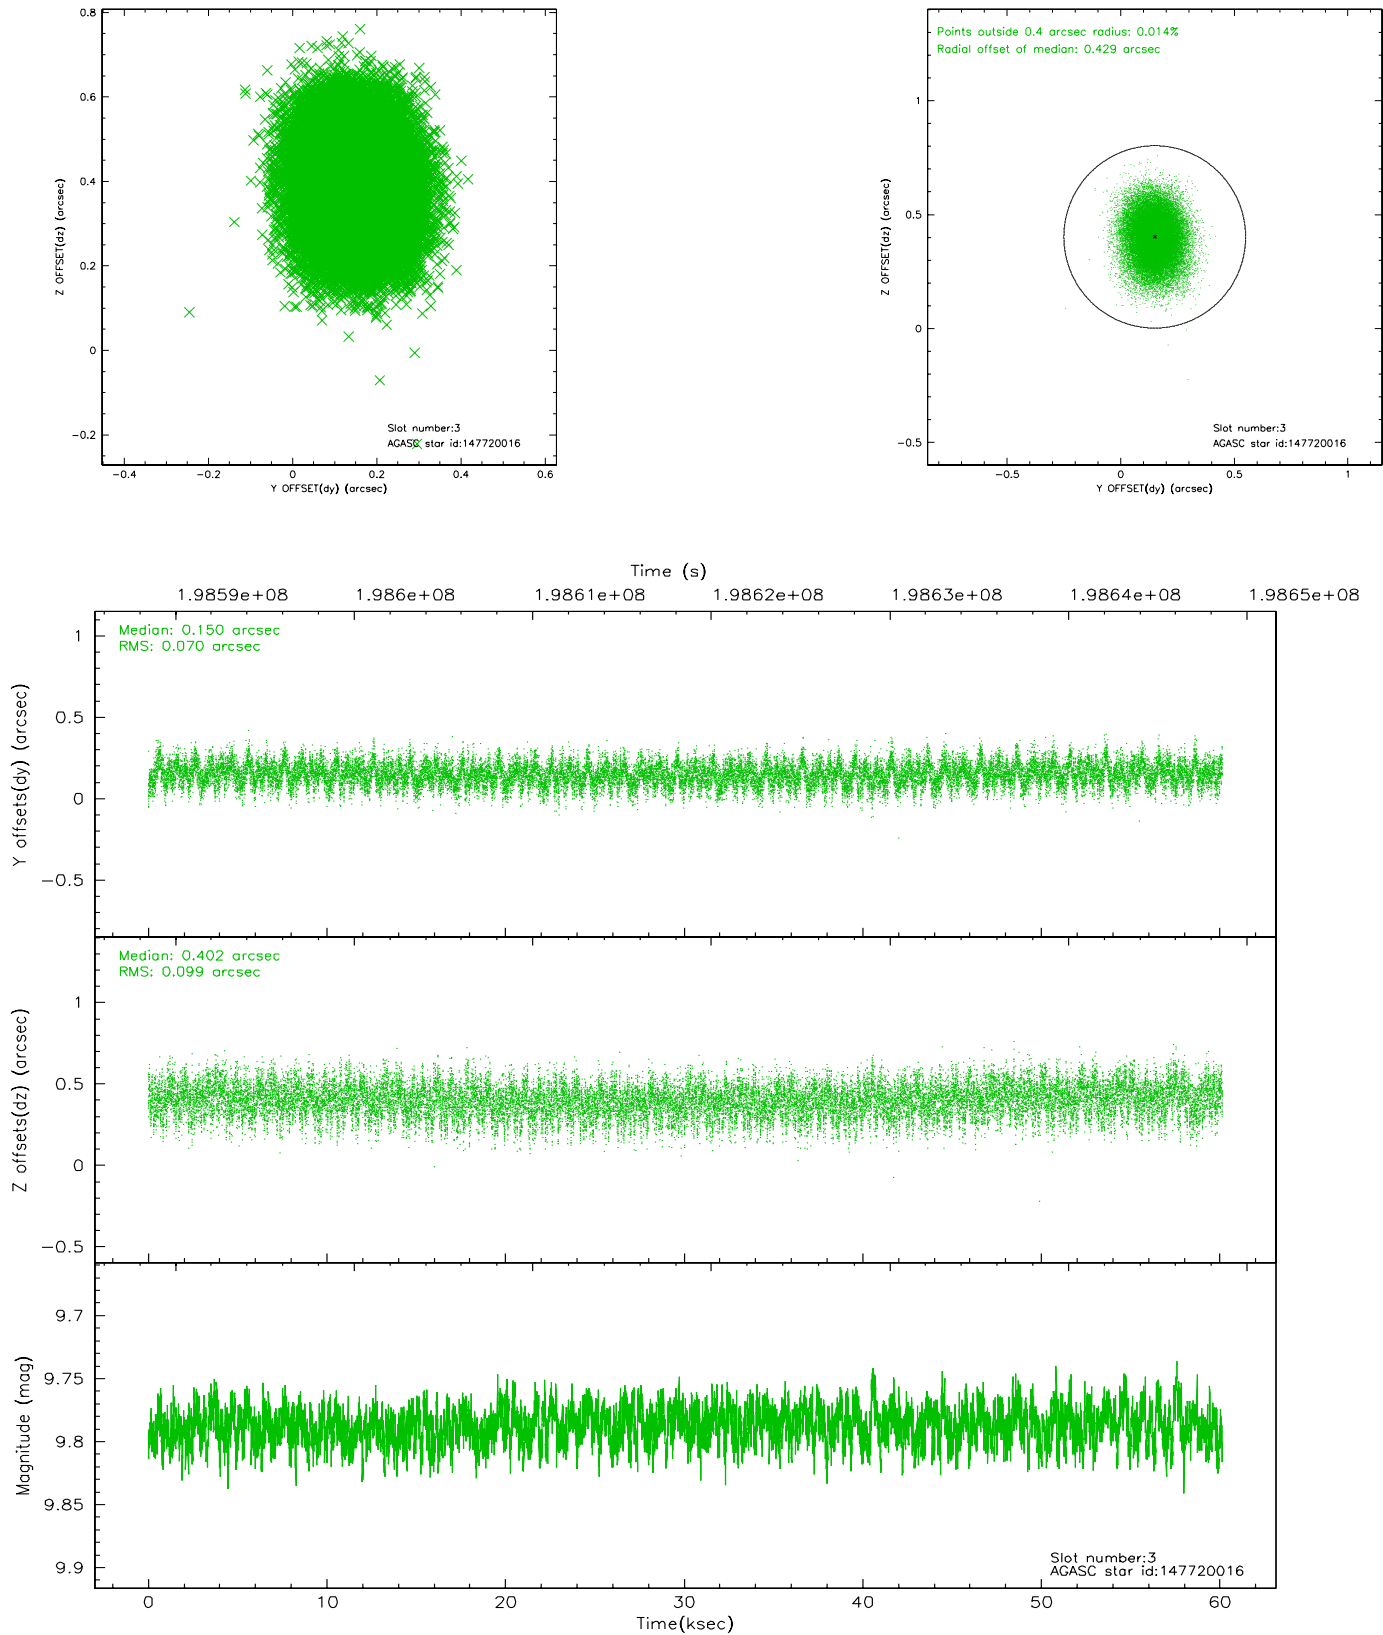 0.8
0.6
0.4
0.2
0
−0.2
Z OFFSET(dz) (arcsec)
Slot number:3
AGASC star id:147720016
−0.4 −0.2 0 0.2 0.4 0.6
Y OFFSET(dy) (arcsec)
Points outside 0.4 arcsec radius: 0.014%
Radial offset of median: 0.429 arcsec
1
0.5
0
−0.5
Z OFFSET(dz) (arcsec)
Slot number:3
AGASC star id:147720016
−0.5 0 0.5 1
Y OFFSET(dy) (arcsec)
Time (s)
1.9859e+08 1.986e+08 1.9861e+08 1.9862e+08 1.9863e+08 1.9864e+08 1.9865e+08
Median: 0.150 arcsec
RMS: 0.070 arcsec
1
0.5
0
−0.5
Y offsets(dy) (arcsec)
Median: 0.402 arcsec
RMS: 0.099 arcsec
1
0.5
0
−0.5
Z offsets(dz) (arcsec)
9.7
9.75
9.8
9.85
9.9
Magnitude (mag)
Slot number:3
AGASC star id:147720016
0 10 20 30 40 50 60
Time(ksec)